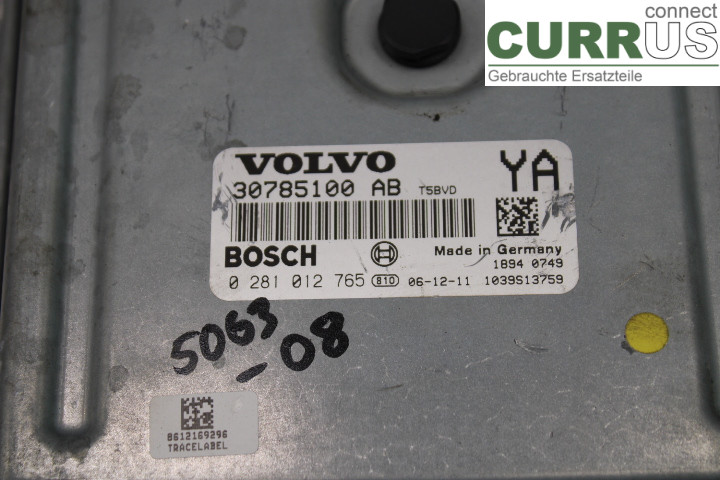 connect
CURRUS
Gebrauchte Ersatzteile
VOLVO
YA
30785100 AB T5BVD
BOSCH
Made in Germany
1894 0749
0 281 012 765 810 06-12-11 1039S13759
5063
-08
8612169296
TRACELABEL